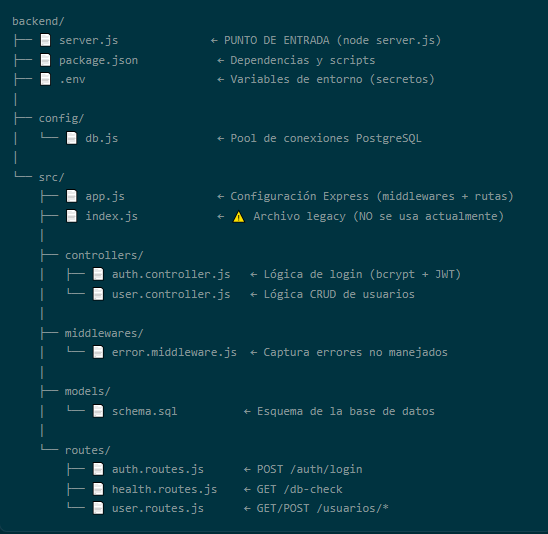 backend/
├── 📄 server.js ← PUNTO DE ENTRADA (node server.js)
├── 📄 package.json ← Dependencias y scripts
├── 📄 .env ← Variables de entorno (secretos)
│
├── config/
│ └── 📄 db.js ← Pool de conexiones PostgreSQL
│
└── src/
├── 📄 app.js ← Configuración Express (middlewares + rutas)
├── 📄 index.js ← ⚠️ Archivo legacy (NO se usa actualmente)
│
├── controllers/
│ ├── 📄 auth.controller.js ← Lógica de login (bcrypt + JWT)
│ └── 📄 user.controller.js ← Lógica CRUD de usuarios
│
├── middlewares/
│ └── 📄 error.middleware.js ← Captura errores no manejados
│
├── models/
│ └── 📄 schema.sql ← Esquema de la base de datos
│
└── routes/
├── 📄 auth.routes.js ← POST /auth/login
├── 📄 health.routes.js ← GET /db-check
└── 📄 user.routes.js ← GET/POST /usuarios/*